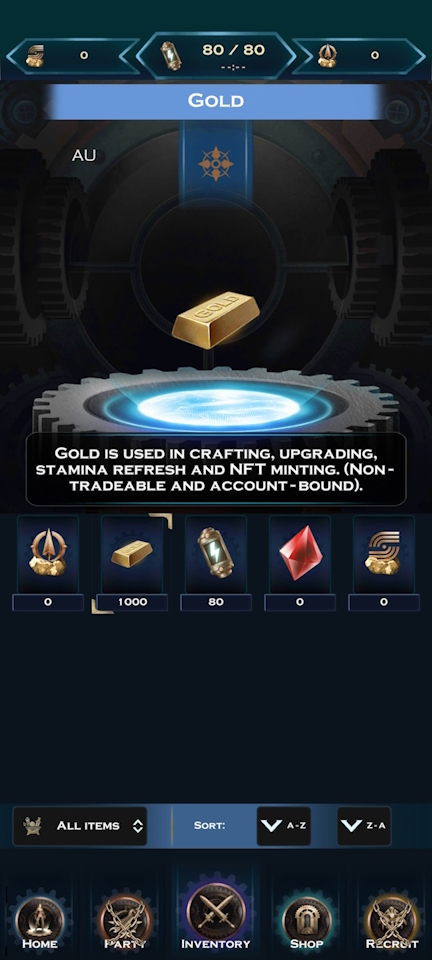 0
80 / 80
--:--
0
Gold
AU
GOLD
Gold is used in crafting, upgrading,
stamina refresh and NFT minting. (Non-
tradeable and account-bound).
0
1000
80
0
0
All items
Sort:
A-Z
Z-A
Home
Party
Inventory
Shop
Recruit